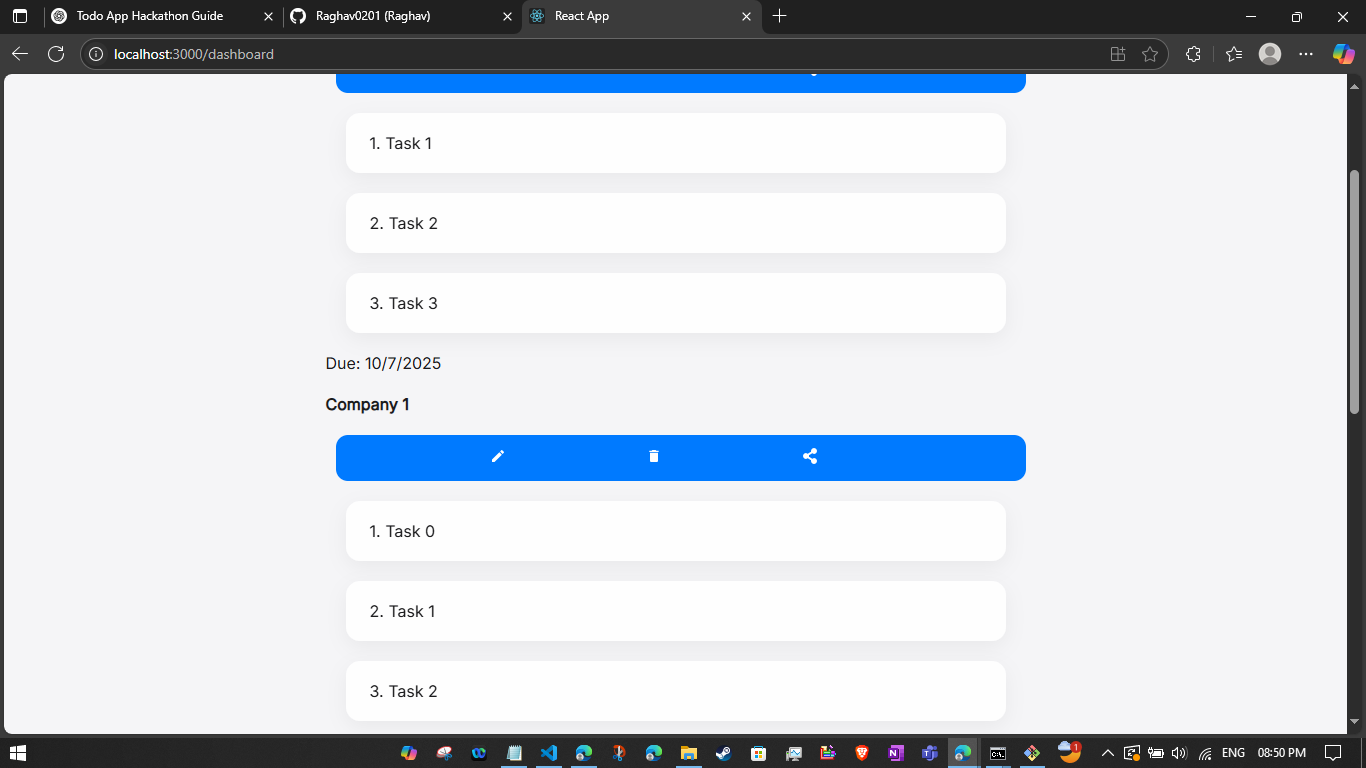 Todo App Hackathon Guide
Raghav0201 (Raghav)
React App
localhost:3000/dashboard
1. Task 1
2. Task 2
3. Task 3
Due: 10/7/2025
Company 1
1. Task 0
2. Task 1
3. Task 2
1
ENG
08:50 PM